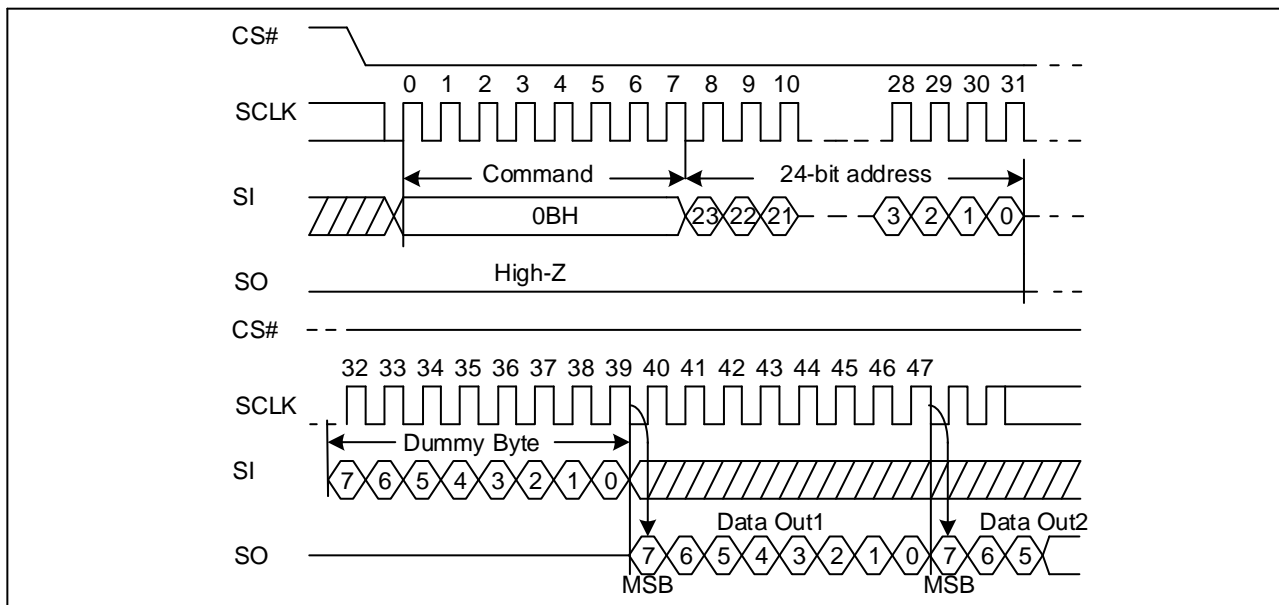 CS#
0 1 2 3 4 5 6 7 8 9 10 28 29 30 31
SCLK
Command 24-bit address
SI
0BH 23 22 21 3 2 1 0
High-Z
SO
CS#
32 33 34 35 36 37 38 39 40 41 42 43 44 45 46 47
SCLK
Dummy Byte
SI
7 6 5 4 3 2 1 0
Data Out1 Data Out2
SO
7 6 5 4 3 2 1 0 7 6 5
MSB MSB